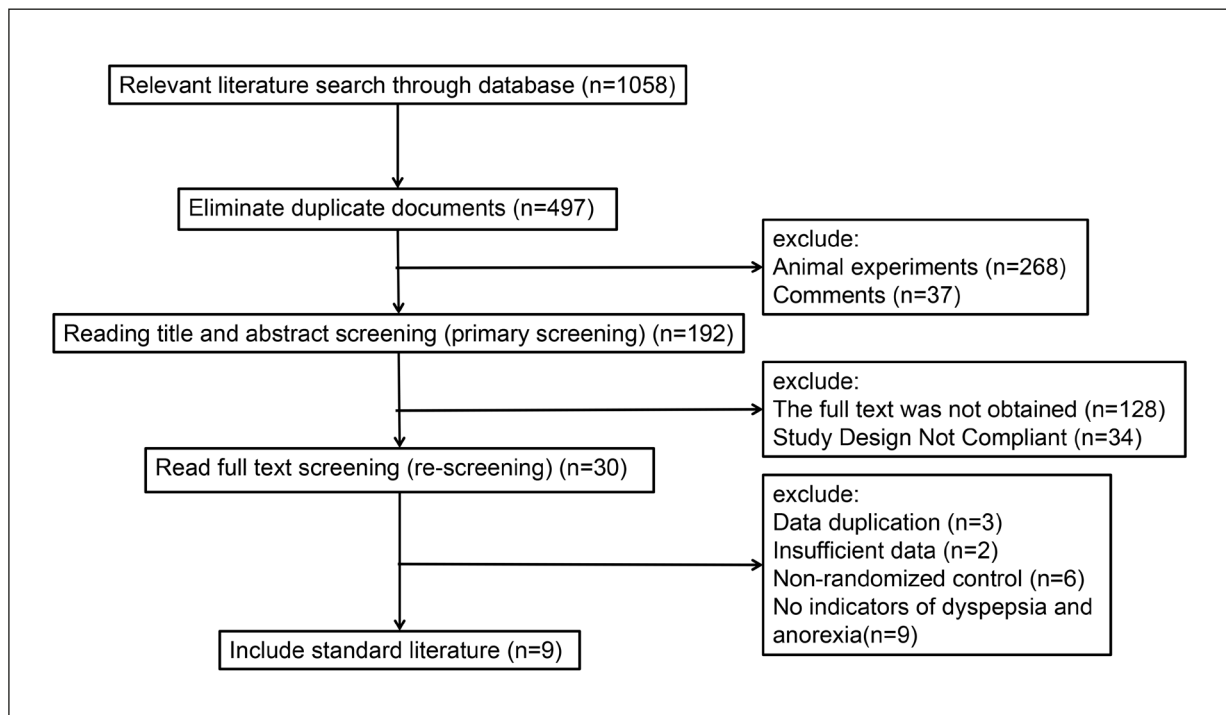 Relevant literature search through database (n=1058)
Eliminate duplicate documents (n=497)
exclude:
Animal experiments (n=268)
Comments (n=37)
Reading title and abstract screening (primary screening) (n=192)
exclude:
The full text was not obtained (n=128)
Study Design Not Compliant (n=34)
Read full text screening (re-screening) (n=30)
exclude:
Data duplication (n=3)
Insufficient data (n=2)
Non-randomized control (n=6)
No indicators of dyspepsia and
anorexia(n=9)
Include standard literature (n=9)